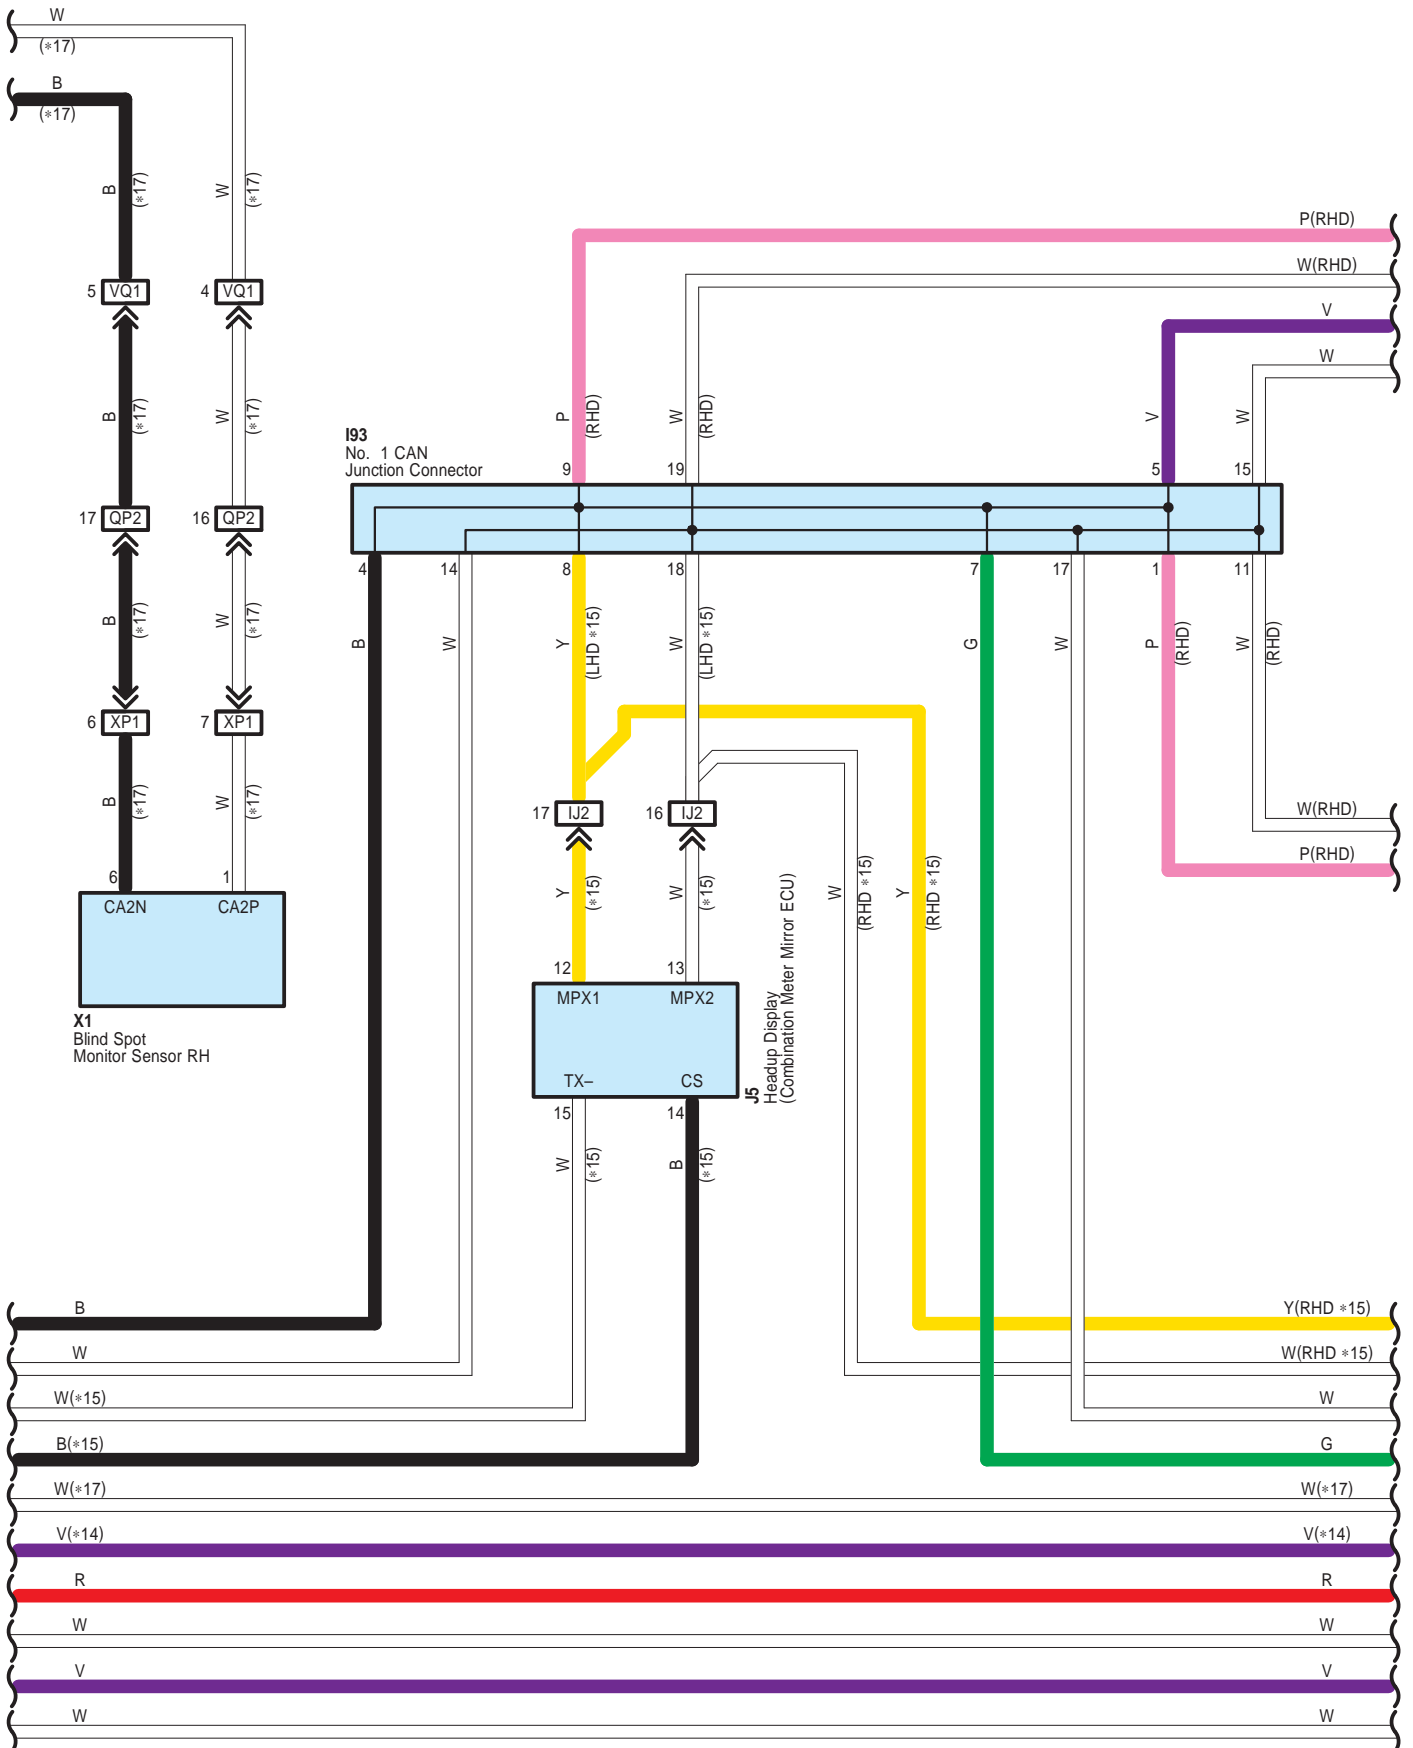 W
(*17)
B
(*17)
B
(*17)
W
(*17)
P(RHD)
W(RHD)
V
W
5 VQ1
4 VQ1
B
(*17)
W
(*17)
P
(RHD)
W
(RHD)
V
W
I93
No. 1 CAN
Junction Connector
9
19
5
15
17 QP2
16 QP2
4
14
8
18
7
17
1
11
B
(*17)
W
(*17)
B
W
Y
(LHD *15)
W
(LHD *15)
G
W
P
(RHD)
W
(RHD)
6 XP1
7 XP1
B
(*17)
W
(*17)
17 IJ2
16 IJ2
W(RHD)
P(RHD)
6
1
CA2N
CA2P
X1
Blind Spot
Monitor Sensor RH
Y
(*15)
W
(*15)
W
(RHD *15)
Y
(RHD *15)
12
13
MPX1
MPX2
TX–
CS
J5
Headup Display
(Combination Meter Mirror ECU)
15
14
W
(*15)
B
(*15)
B
Y(RHD *15)
W
W(RHD *15)
W(*15)
W
B(*15)
G
W(*17)
W(*17)
V(*14)
V(*14)
R
R
W
W
V
V
W
W